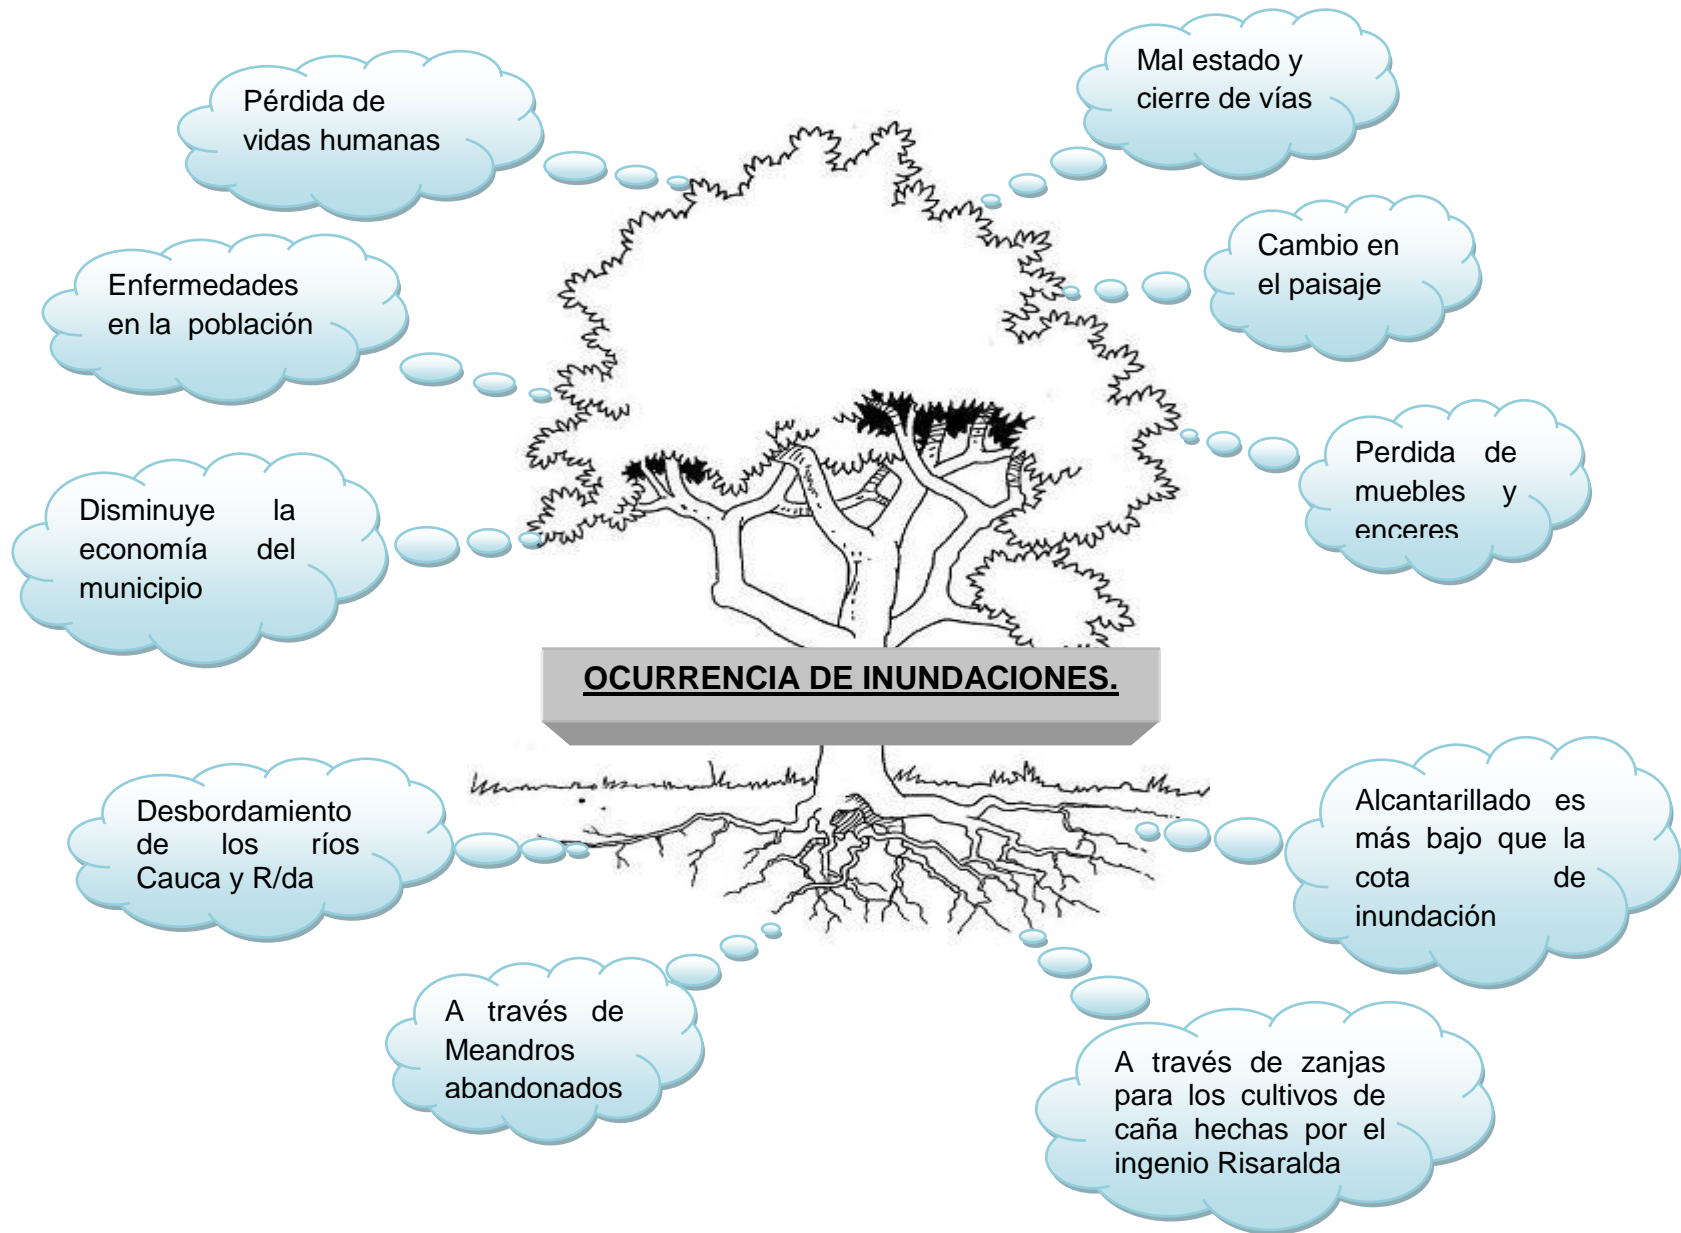 Pérdida de
vidas humanas
Mal estado y
cierre de vías
Enfermedades
en la población
Cambio en
el paisaje
Disminuye la
economía del
municipio
Perdida de
muebles y
enceres
OCURRENCIA DE INUNDACIONES.
Desbordamiento
de los ríos
Cauca y R/da
Alcantarillado es
más bajo que la
cota de
inundación
A través de
Meandros
abandonados
A través de zanjas
para los cultivos de
caña hechas por el
ingenio Risaralda